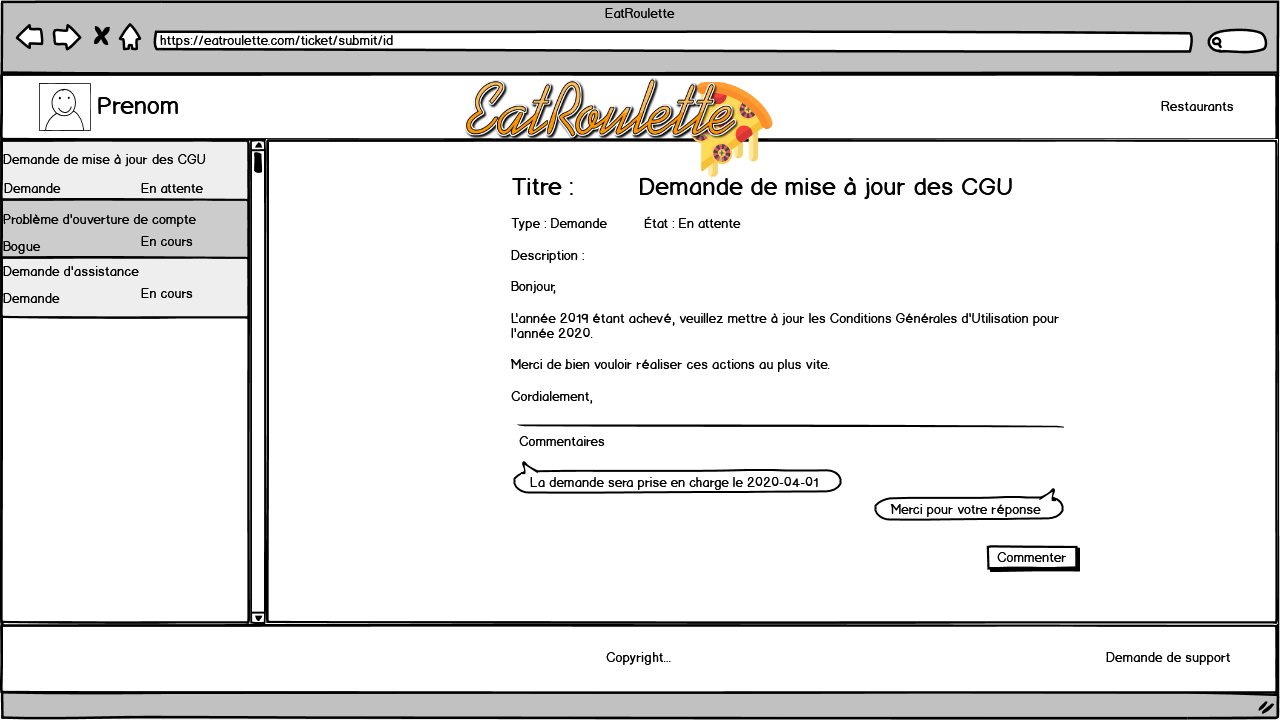 EatRoulette
https://eatroulette.com/ticket/submit/id
Prenom
EatRoulette
Restaurants
Demande de mise à jour des CGU
Demande En attente
Problème d'ouverture de compte
Bogue En cours
Demande d'assistance
Demande En cours
Titre : Demande de mise à jour des CGU
Type : Demande État : En attente
Description :
Bonjour,
L'année 2019 étant achevé, veuillez mettre à jour les Conditions Générales d'Utilisation pour
l'année 2020.
Merci de bien vouloir réaliser ces actions au plus vite.
Cordialement,
Commentaires
La demande sera prise en charge le 2020-04-01
Merci pour votre réponse
Commenter
Copyright...
Demande de support